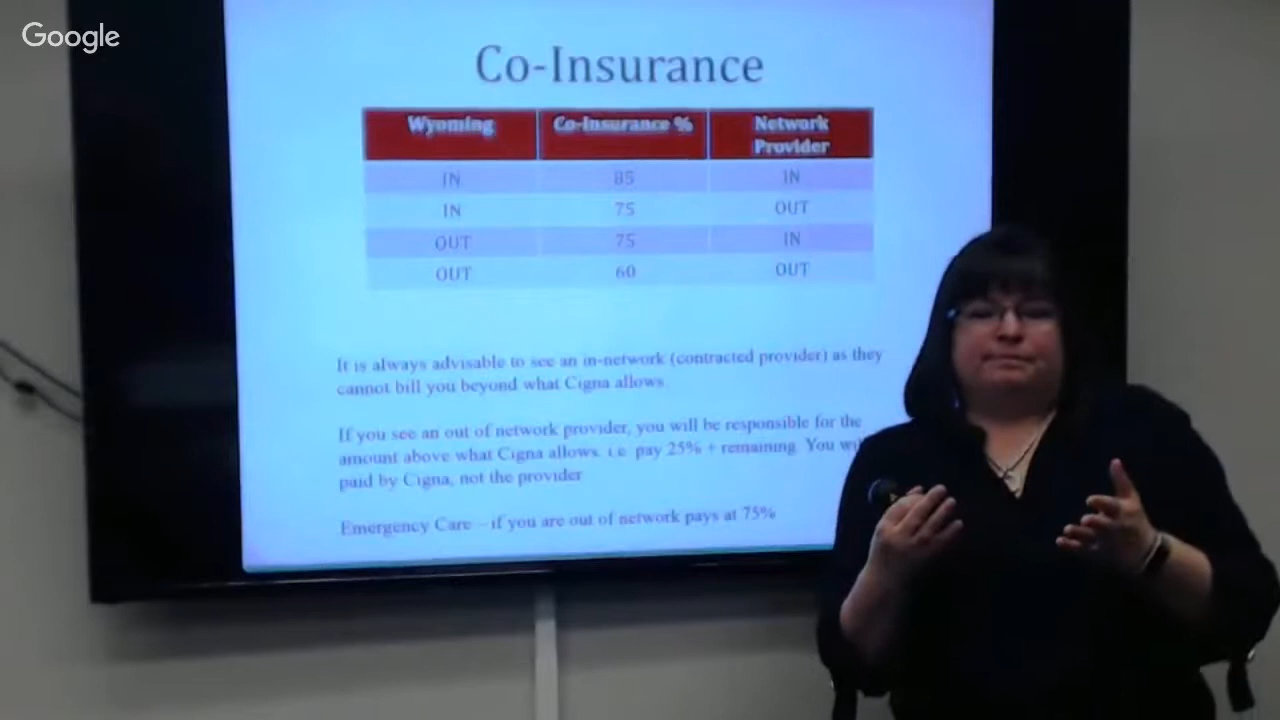 Google
Co-Insurance
Wyoming Co-Insurance % Network Provider
IN 85 IN
IN 75 OUT
OUT 75 IN
OUT 60 OUT
It is always advisable to see an in-network (contracted provider) as they
cannot bill you beyond what Cigna allows.
If you see an out of network provider, you will be responsible for the
amount above what Cigna allows. i.e. pay 25% + remaining. You
paid by Cigna, not the provider
Emergency Care – if you are out of network pays at 75%